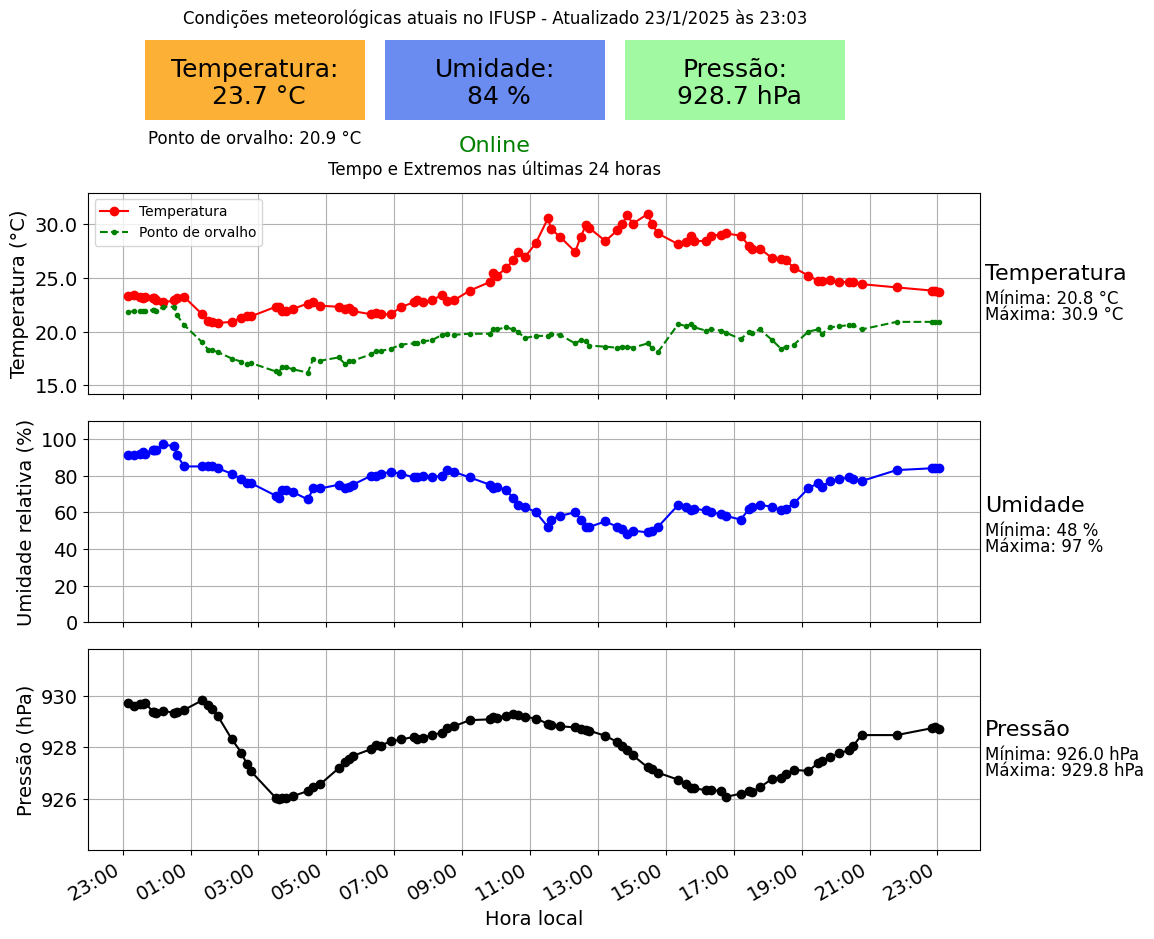 Condições meteorológicas atuais no IFUSP - Atualizado 23/1/2025 às 23:03
Temperatura:
23.7 °C
Umidade:
84 %
Pressão:
928.7 hPa
Ponto de orvalho: 20.9 °C
Online
Tempo e Extremos nas últimas 24 horas
Temperatura (°C)
30.0
25.0
20.0
15.0
Temperatura
Ponto de orvalho
Temperatura
Mínima: 20.8 °C
Máxima: 30.9 °C
Umidade relativa (%)
100
80
60
40
20
0
Umidade
Mínima: 48 %
Máxima: 97 %
Pressão (hPa)
930
928
926
Pressão
Mínima: 926.0 hPa
Máxima: 929.8 hPa
23:00 01:00 03:00 05:00 07:00 09:00 11:00 13:00 15:00 17:00 19:00 21:00 23:00
Hora local